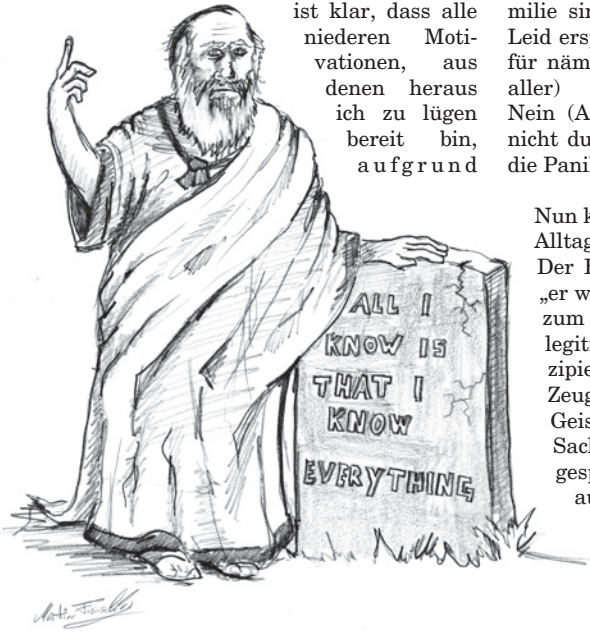 ist klar, dass alle
niederen Moti-
vationen, aus
denen heraus
ich zu lügen
bereit bin,
aufgrund
milie sin
Leid ersp
für näm
aller)
Nein (A
nicht du
die Pani
Nun k
Alltag
Der
„er w
zum
legiti
zipie
Zeug
Geis
Sach
gesp
au
ALL I
KNOW IS
THAT I
KNOW
EVERYTHING